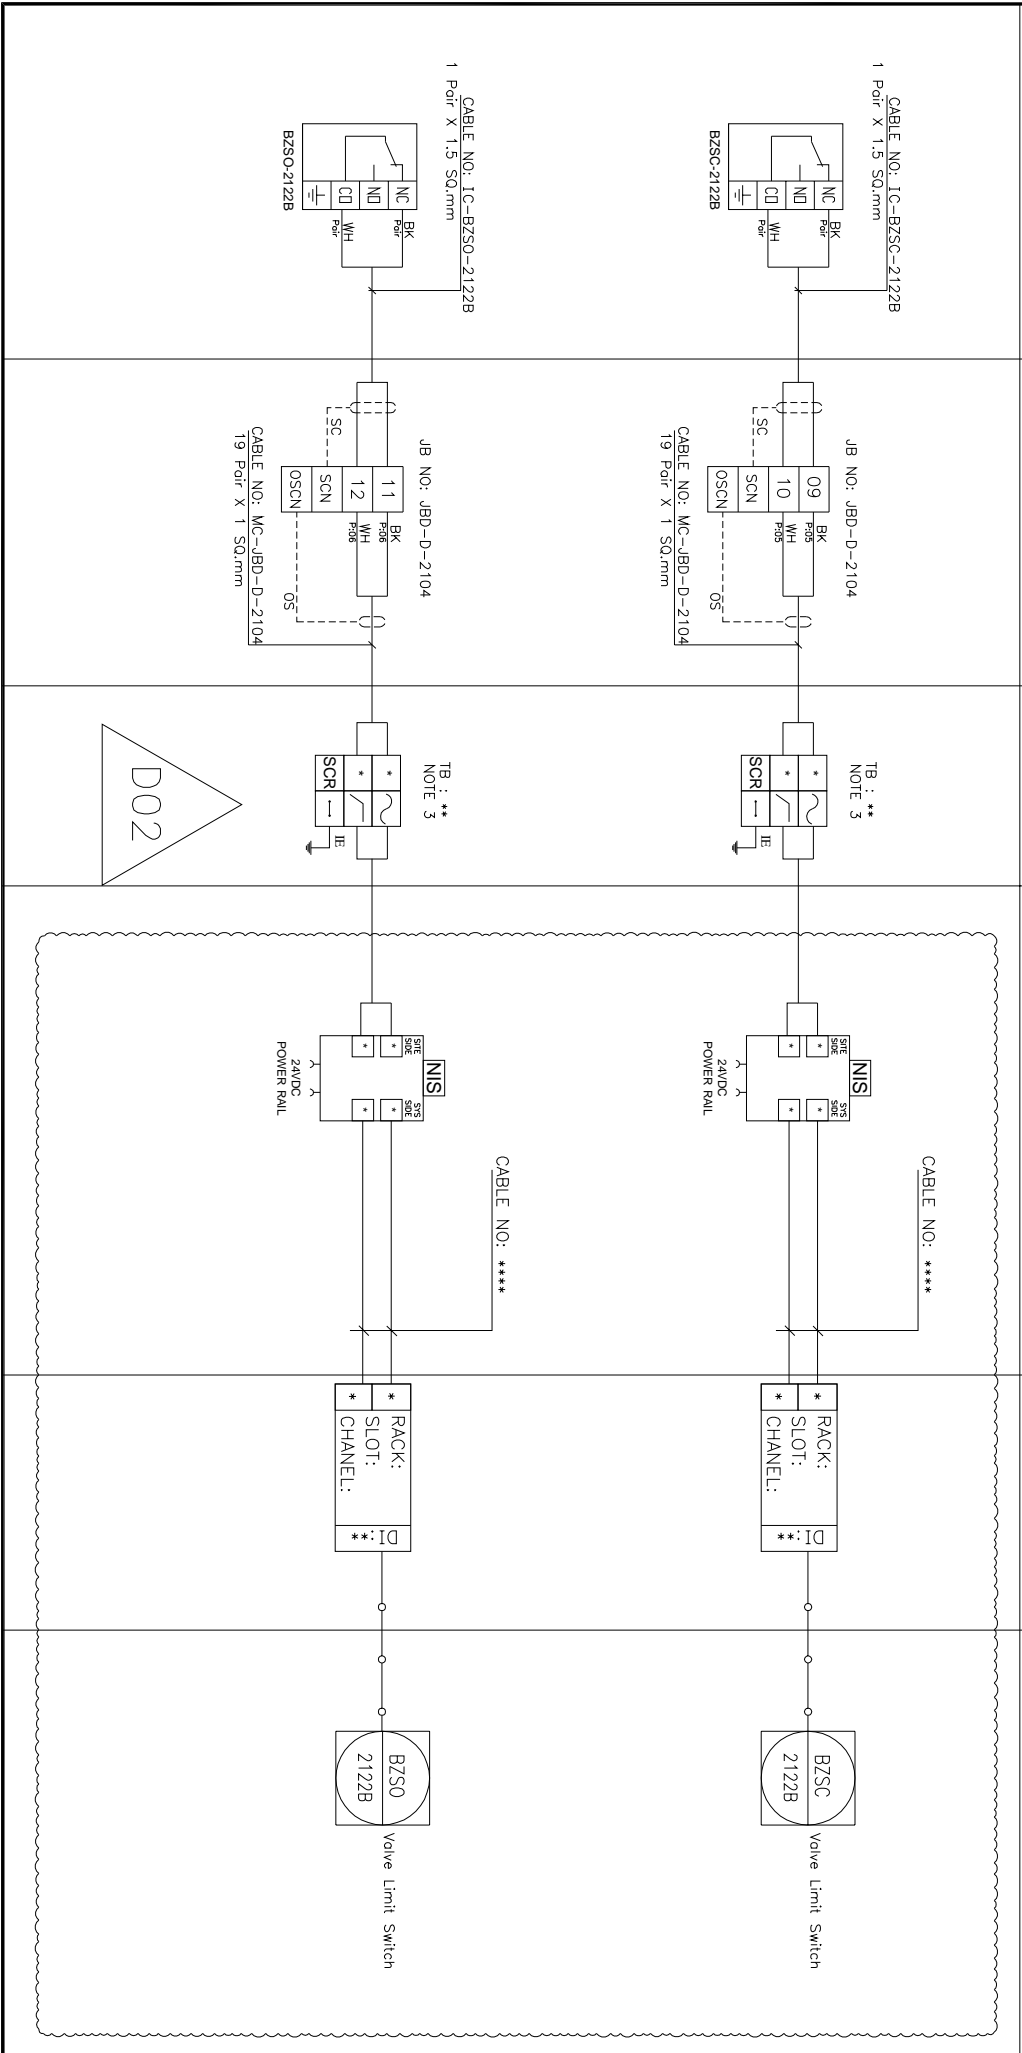 CABLE NO: IC-BZSC-2122B
1 Pair X 1.5 SQ.mm
NC
NO
CO
BK
Pair
WH
Pair
BZSC-2122B
JB NO: JBD-D-2104
09
10
SCN
OSCN
BK
P:05
WH
P:05
SC
OS
CABLE NO: MC-JBD-D-2104
19 Pair X 1 SQ.mm
TB : **
NOTE 3
*
*
SCR
IE
NIS
SITE
SIDE
SYS
SIDE
* *
* *
24VDC
POWER RAIL
CABLE NO: ****
*
*
RACK:
SLOT:
CHANEL:
DI:**
BZSC
2122B
Valve Limit Switch
CABLE NO: IC-BZSO-2122B
1 Pair X 1.5 SQ.mm
NC
NO
CO
BK
Pair
WH
Pair
BZSO-2122B
JB NO: JBD-D-2104
11
12
SCN
OSCN
BK
P:06
WH
P:06
SC
OS
CABLE NO: MC-JBD-D-2104
19 Pair X 1 SQ.mm
TB : **
NOTE 3
*
*
SCR
IE
NIS
SITE
SIDE
SYS
SIDE
* *
* *
24VDC
POWER RAIL
CABLE NO: ****
*
*
RACK:
SLOT:
CHANEL:
DI:**
BZSO
2122B
Valve Limit Switch
D02